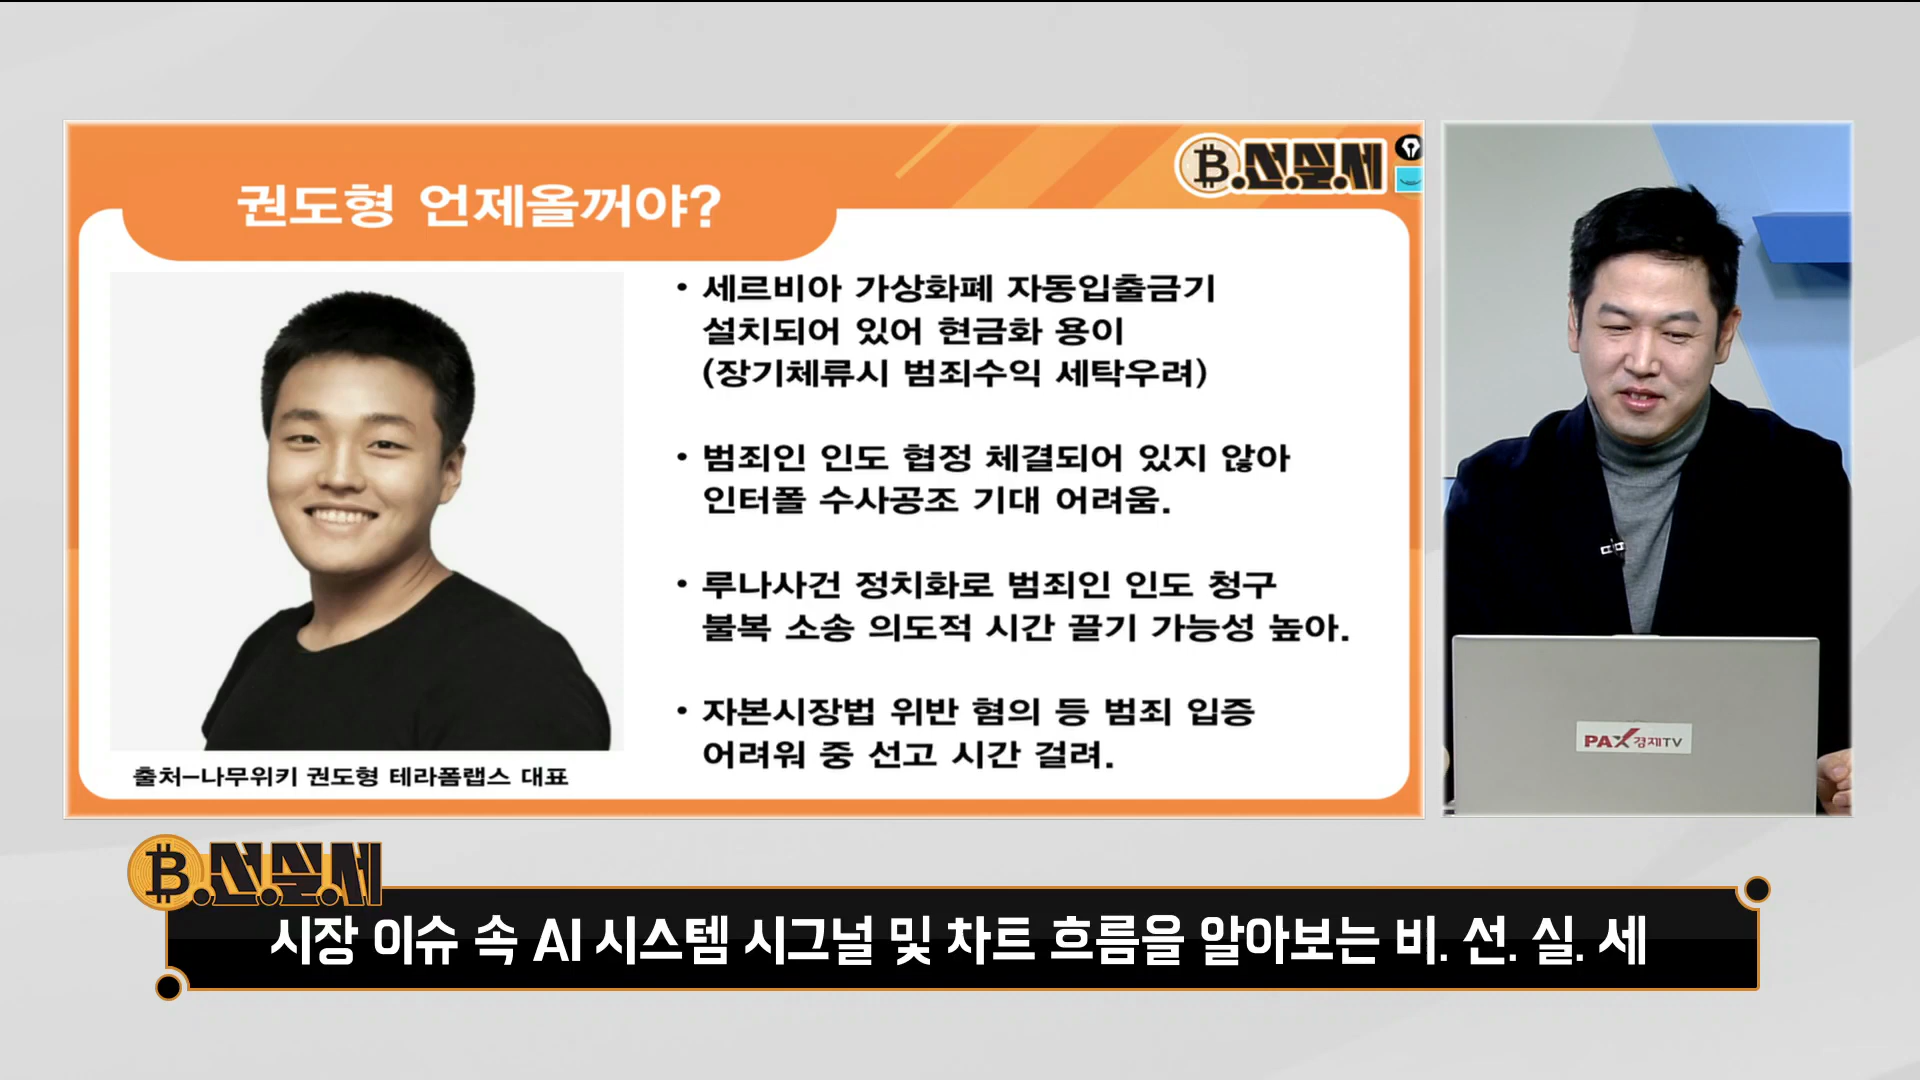 권도형 언제올꺼야?
B.선.실.세
• 세르비아 가상화폐 자동입출금기
설치되어 있어 현금화 용이
(장기체류시 범죄수익 세탁우려)
• 범죄인 인도 협정 체결되어 있지 않아
인터폴 수사공조 기대 어려움.
• 루나사건 정치화로 범죄인 인도 청구
불복 소송 의도적 시간 끌기 가능성 높아.
• 자본시장법 위반 혐의 등 범죄 입증
어려워 중 선고 시간 걸려.
출처-나무위키 권도형 테라폼랩스 대표
PAX경제TV
B.선.실.세
시장 이슈 속 AI 시스템 시그널 및 차트 흐름을 알아보는 비. 선. 실. 세